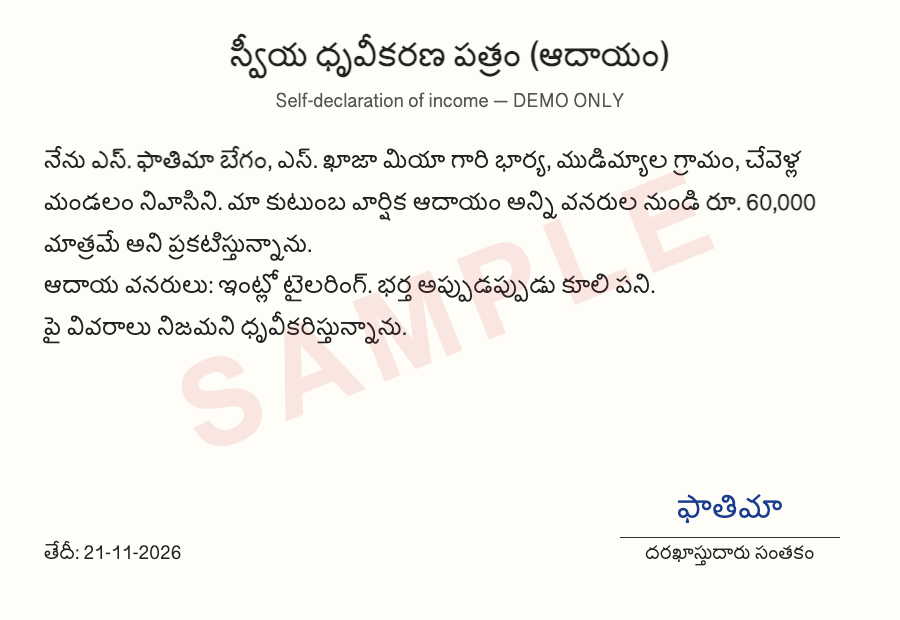 స్వీయ ధృవీకరణ పత్రం (ఆదాయం)
Self-declaration of income — DEMO ONLY
నేను ఎస్. ఫాతిమా బేగం, ఎస్. ఖాజా మియా గారి భార్య, ముడిమ్యాల గ్రామం, చేవెళ్ల
మండలం నివాసిని. మా కుటుంబ వార్షిక ఆదాయం అన్ని వనరుల నుండి రూ. 60,000
మాత్రమే అని ప్రకటిస్తున్నాను.
ఆదాయ వనరులు: ఇంట్లో టైలరింగ్. భర్త అప్పుడప్పుడు కూలి పని.
పై వివరాలు నిజమని ధృవీకరిస్తున్నాను.
SAMPLE
ఫాతిమా
తేదీ: 21-11-2026
దరఖాస్తుదారు సంతకం